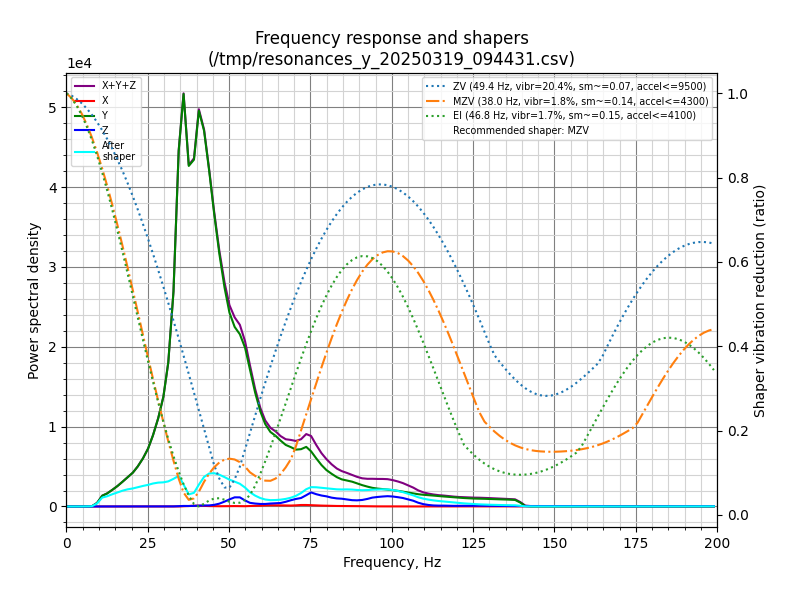 Frequency response and shapers
(/tmp/resonances_y_20250319_094431.csv)
1e4
X+Y+Z
X
Y
Z
After
shaper
ZV (49.4 Hz, vibr=20.4%, sm~=0.07, accel<=9500)
MZV (38.0 Hz, vibr=1.8%, sm~=0.14, accel<=4300)
EI (46.8 Hz, vibr=1.7%, sm~=0.15, accel<=4100)
Recommended shaper: MZV
Power spectral density
5
4
3
2
1
0
1.0
0.8
0.6
0.4
0.2
0.0
Shaper vibration reduction (ratio)
0 25 50 75 100 125 150 175 200
Frequency, Hz